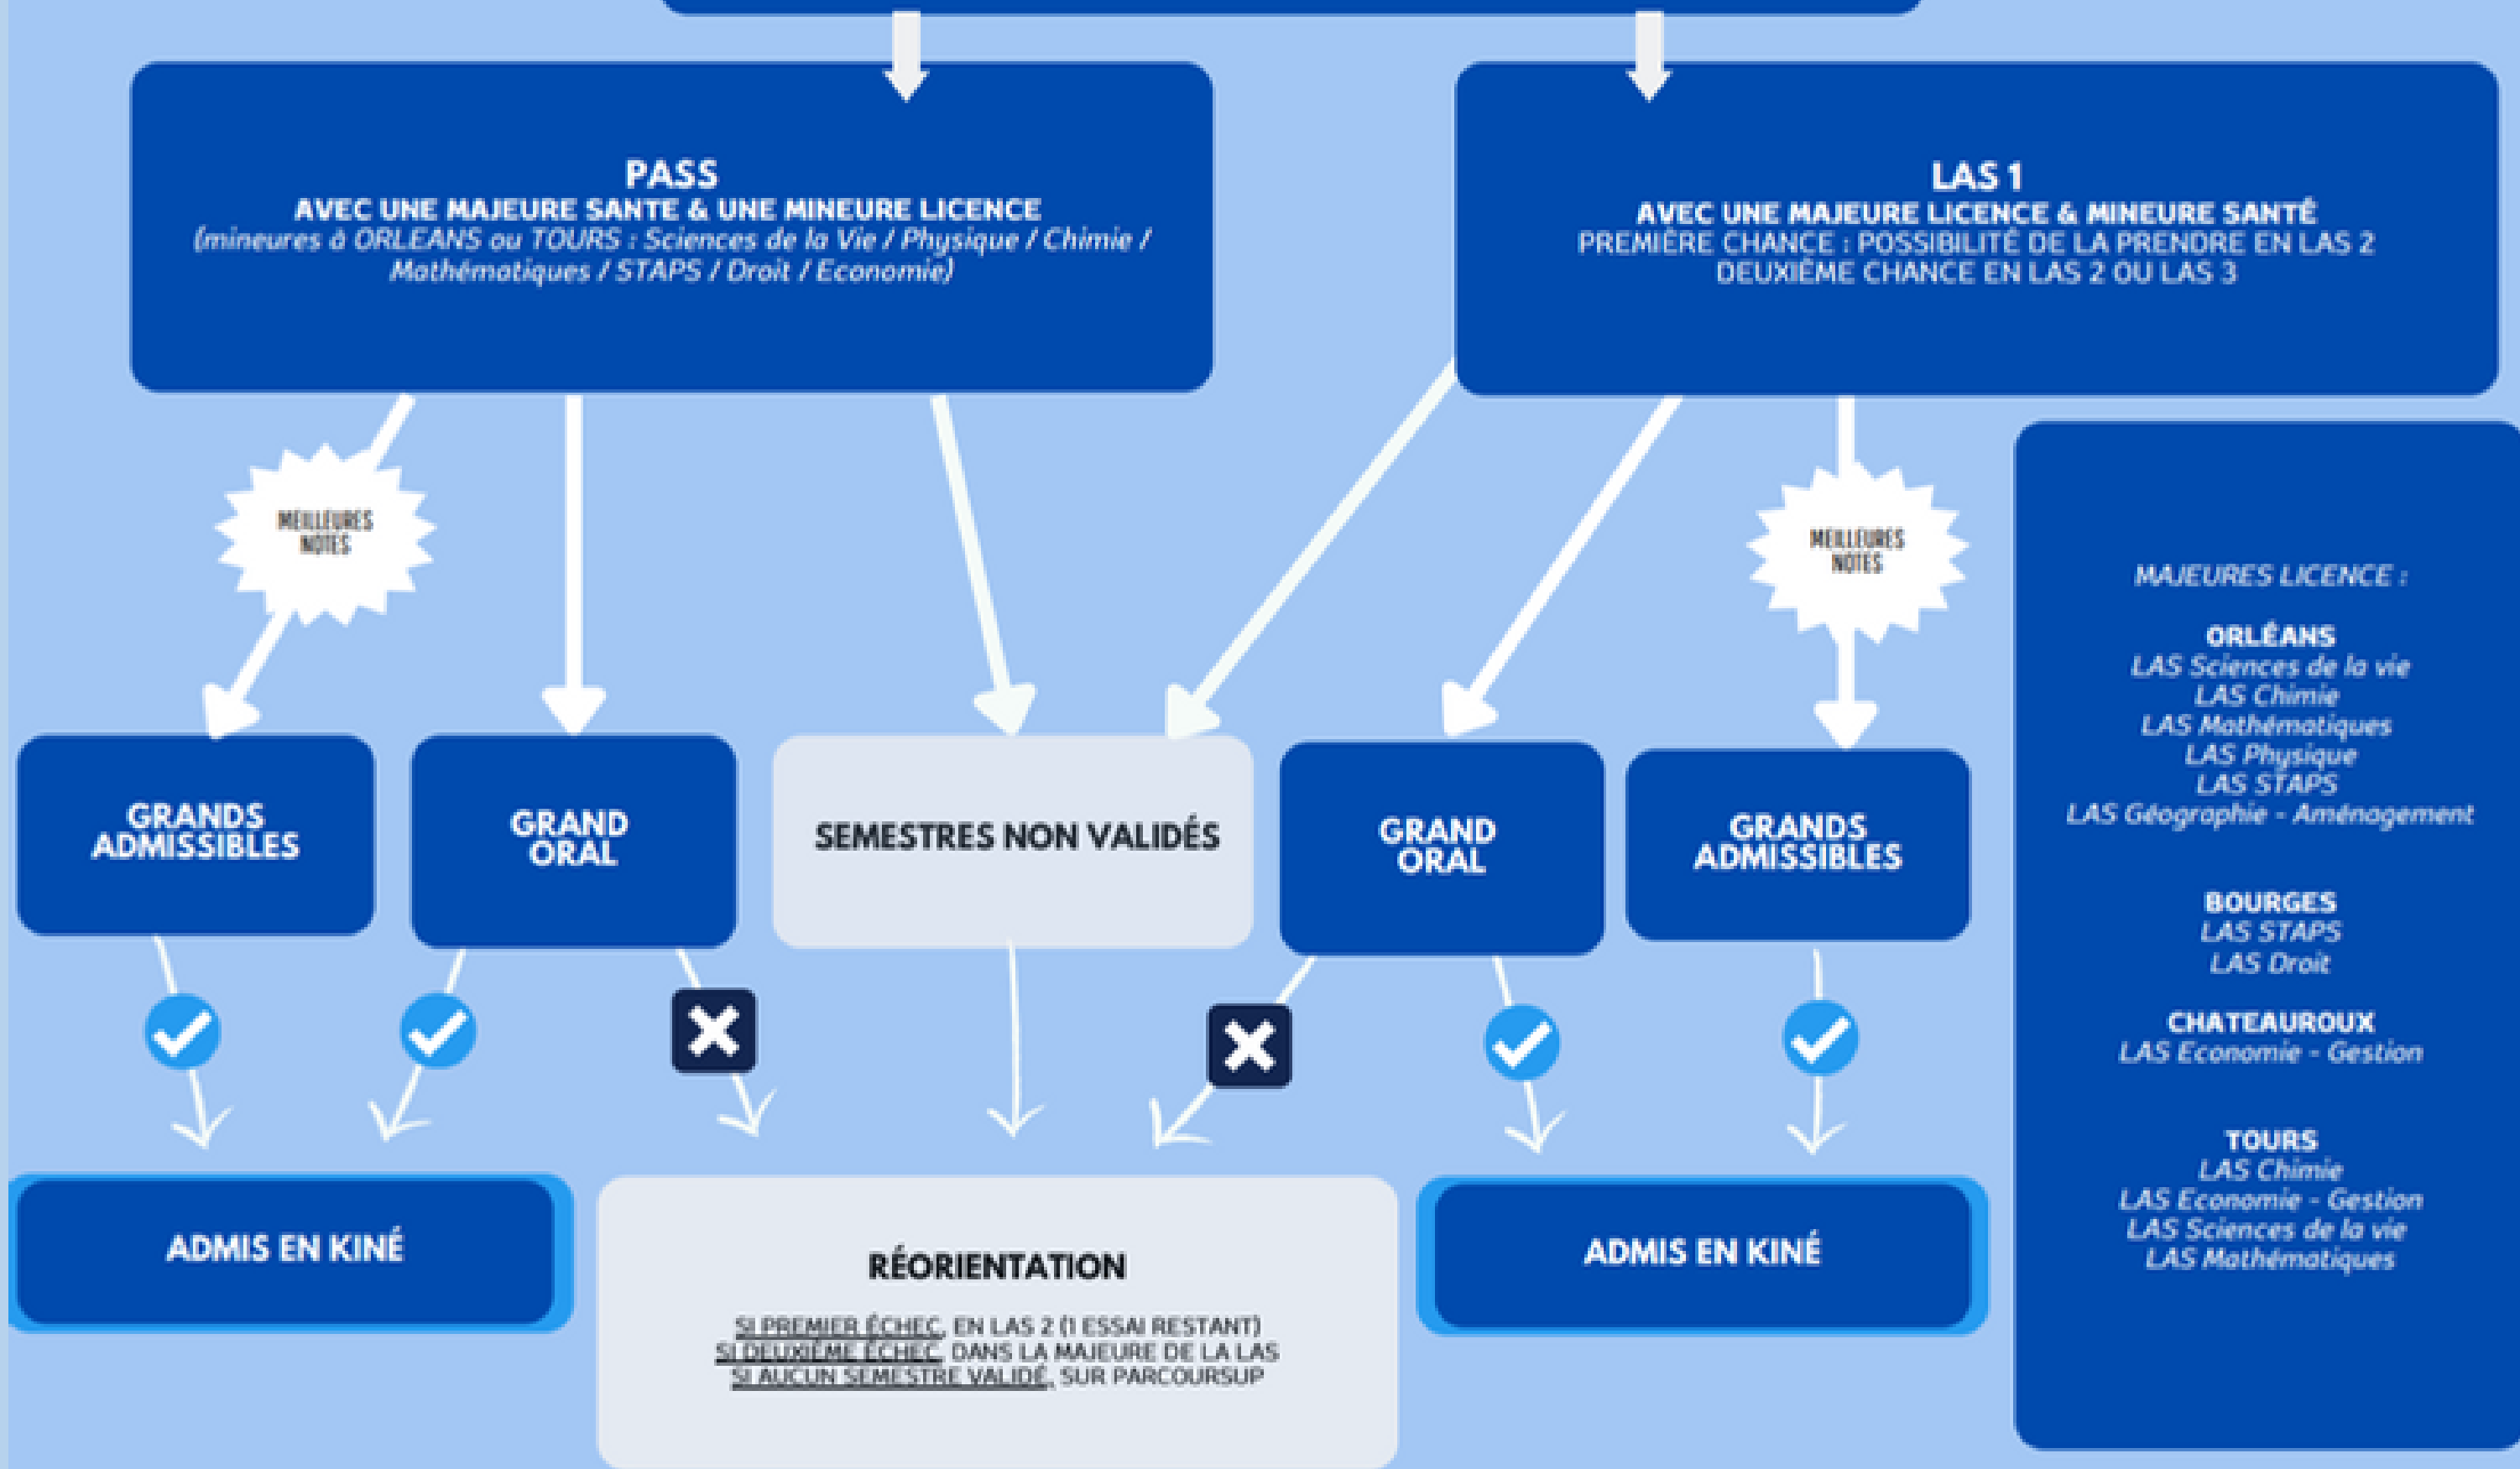 PASS
AVEC UNE MAJEURE SANTE & UNE MINEURE LICENCE
(mineures à ORLEANS ou TOURS : Sciences de la Vie / Physique / Chimie /
Mathématiques / STAPS / Droit / Economie)
LAS 1
AVEC UNE MAJEURE LICENCE & MINEURE SANTÉ
PREMIÈRE CHANCE : POSSIBILITÉ DE LA PRENDRE EN LAS 2
DEUXIÈME CHANCE EN LAS 2 OU LAS 3
MEILLEURES
NOTES
MEILLEURES
NOTES
GRANDS
ADMISSIBLES
GRAND
ORAL
SEMESTRES NON VALIDÉS
GRAND
ORAL
GRANDS
ADMISSIBLES
ADMIS EN KINÉ
RÉORIENTATION
SI PREMIER ÉCHEC, EN LAS 2 (1 ESSAI RESTANT)
SI DEUXIÈME ÉCHEC, DANS LA MAJEURE DE LA LAS
SI AUCUN SEMESTRE VALIDÉ, SUR PARCOURSUP
ADMIS EN KINÉ
MAJEURES LICENCE :
ORLÉANS
LAS Sciences de la vie
LAS Chimie
LAS Mathématiques
LAS Physique
LAS STAPS
LAS Géographie - Aménagement
BOURGES
LAS STAPS
LAS Droit
CHATEAUROUX
LAS Economie - Gestion
TOURS
LAS Chimie
LAS Economie - Gestion
LAS Sciences de la vie
LAS Mathématiques